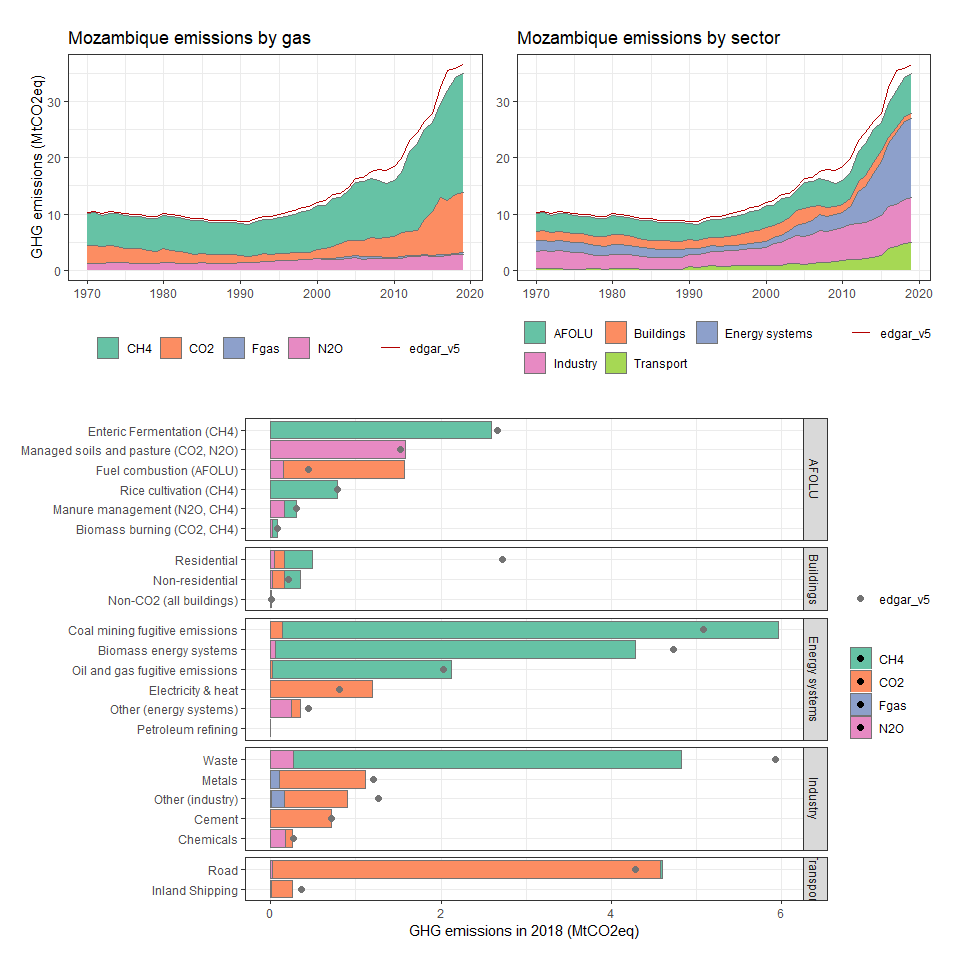 Mozambique emissions by gas
Mozambique emissions by sector
GHG emissions (MtCO2eq)
30
20
10
0
1970 1980 1990 2000 2010 2020
30
20
10
0
1970 1980 1990 2000 2010 2020
CH4 CO2 Fgas N2O edgar_v5
AFOLU Buildings Energy systems edgar_v5
Industry Transport
Enteric Fermentation (CH4)
Managed soils and pasture (CO2, N2O)
Fuel combustion (AFOLU)
Rice cultivation (CH4)
Manure management (N2O, CH4)
Biomass burning (CO2, CH4)
AFOLU
Residential
Non-residential
Non-CO2 (all buildings)
Buildings
Coal mining fugitive emissions
Biomass energy systems
Oil and gas fugitive emissions
Electricity & heat
Other (energy systems)
Petroleum refining
Energy systems
Waste
Metals
Other (industry)
Cement
Chemicals
Industry
Road
Inland Shipping
Transpor
0 2 4 6
GHG emissions in 2018 (MtCO2eq)
edgar_v5
CH4
CO2
Fgas
N2O